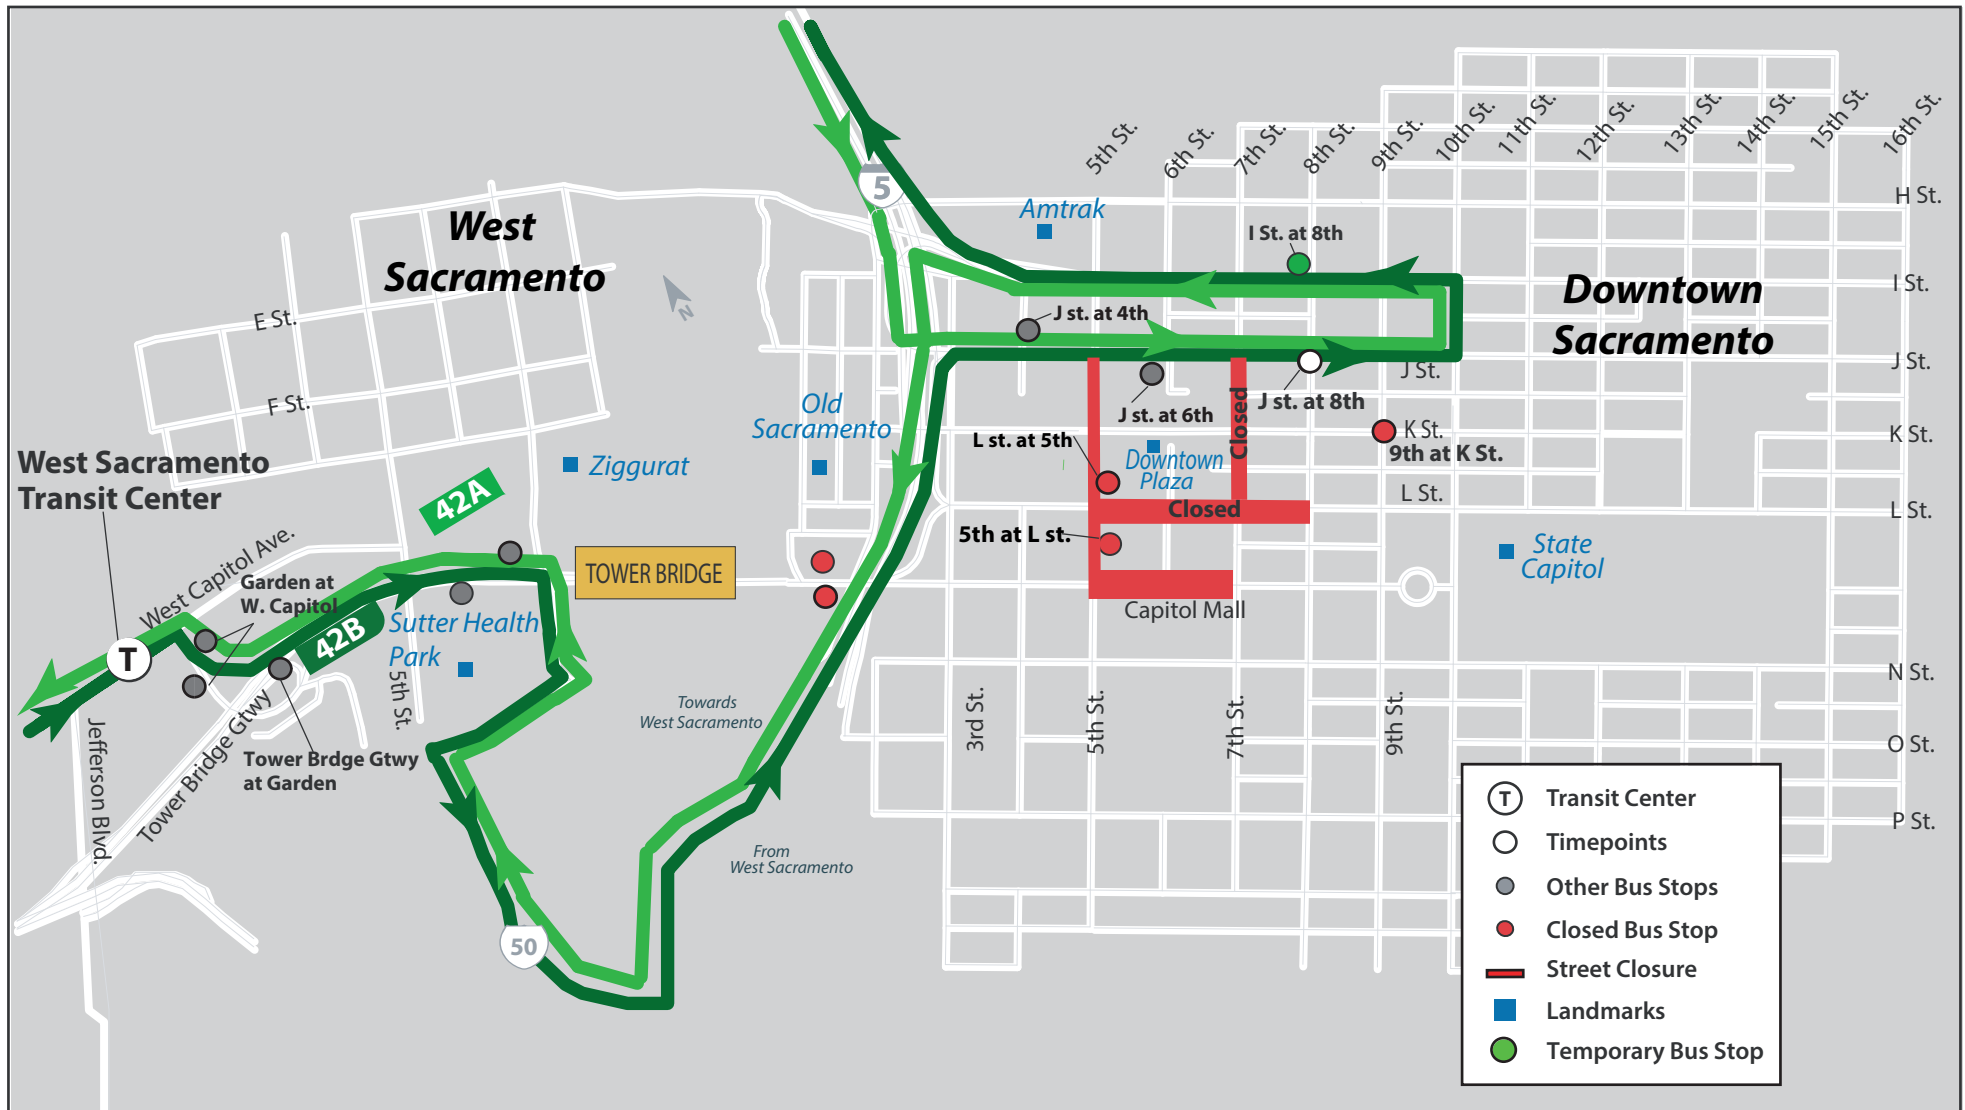 5th St.
6th St.
7th St.
8th St.
9th St.
10th St.
11th St.
12th St.
13th St.
14th St.
15th St.
16th St.
5
H St.
Amtrak
I St. at 8th
West
Sacramento
N
Downtown
Sacramento
I St.
E St.
J st. at 4th
J St.
J St.
F St.
Old
Sacramento
J st. at 6th
Closed
J st. at 8th
L st. at 5th
K St.
K St.
9th at K St.
West Sacramento
Transit Center
Ziggurat
Downtown
Plaza
42A
L St.
L St.
Closed
5th at L st.
State
Capitol
West Capitol Ave.
TOWER BRIDGE
Garden at
W. Capitol
Capitol Mall
42B
Sutter Health
Park
T
5th St.
N St.
Towards
West Sacramento
3rd St.
5th St.
7th St.
9th St.
Jefferson Blvd.
Tower Bridge Gtwy
Tower Brdge Gtwy
at Garden
O St.
From
West Sacramento
P St.
50
T
Transit Center
Timepoints
Other Bus Stops
Closed Bus Stop
Street Closure
Landmarks
Temporary Bus Stop